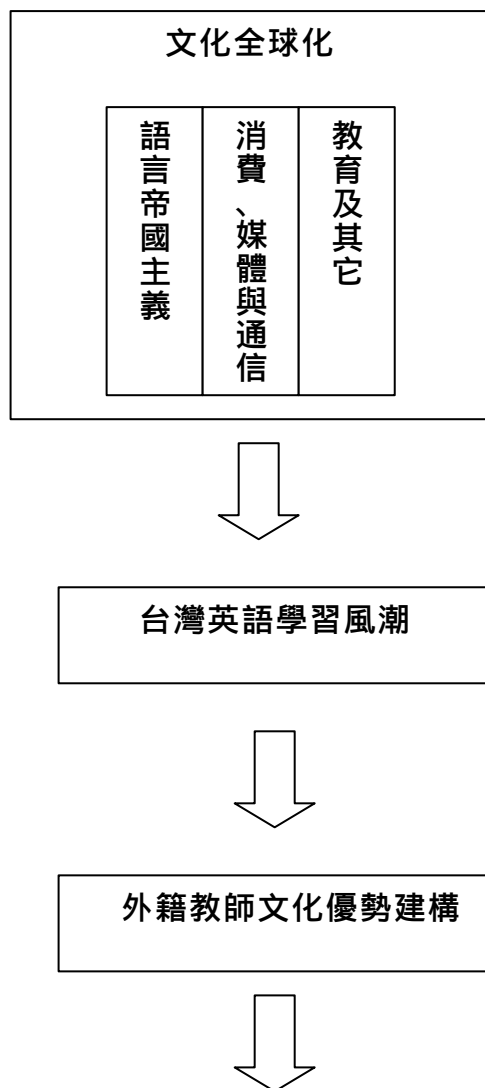 文化全球化
語言帝國主義
消費、媒體與通信
教育及其它
台灣英語學習風潮
外籍教師文化優勢建構